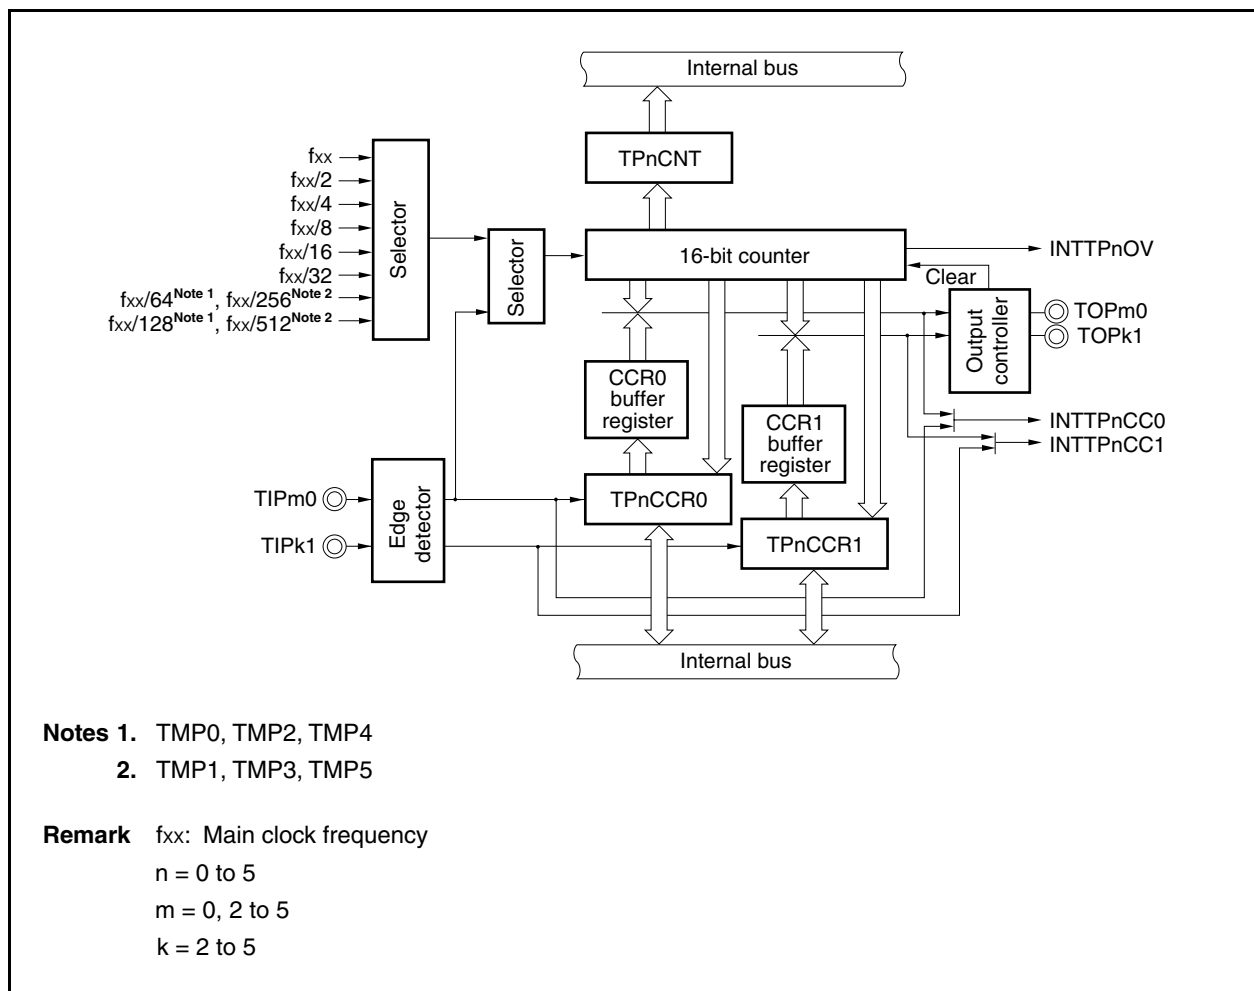 Internal bus
TPnCNT
fxx
fxx/2
fxx/4
fxx/8
fxx/16
fxx/32
fxx/64Note 1, fxx/256Note 2
fxx/128Note 1, fxx/512Note 2
Selector
Selector
16-bit counter
INTTPnOV
Clear
Output
controller
TOPm0
TOPk1
CCR0
buffer
register
CCR1
buffer
register
INTTPnCC0
INTTPnCC1
TIPm0
TIPk1
Edge
detector
TPnCCR0
TPnCCR1
Internal bus
Notes 1. TMP0, TMP2, TMP4
2. TMP1, TMP3, TMP5
Remark fxx: Main clock frequency
n = 0 to 5
m = 0, 2 to 5
k = 2 to 5